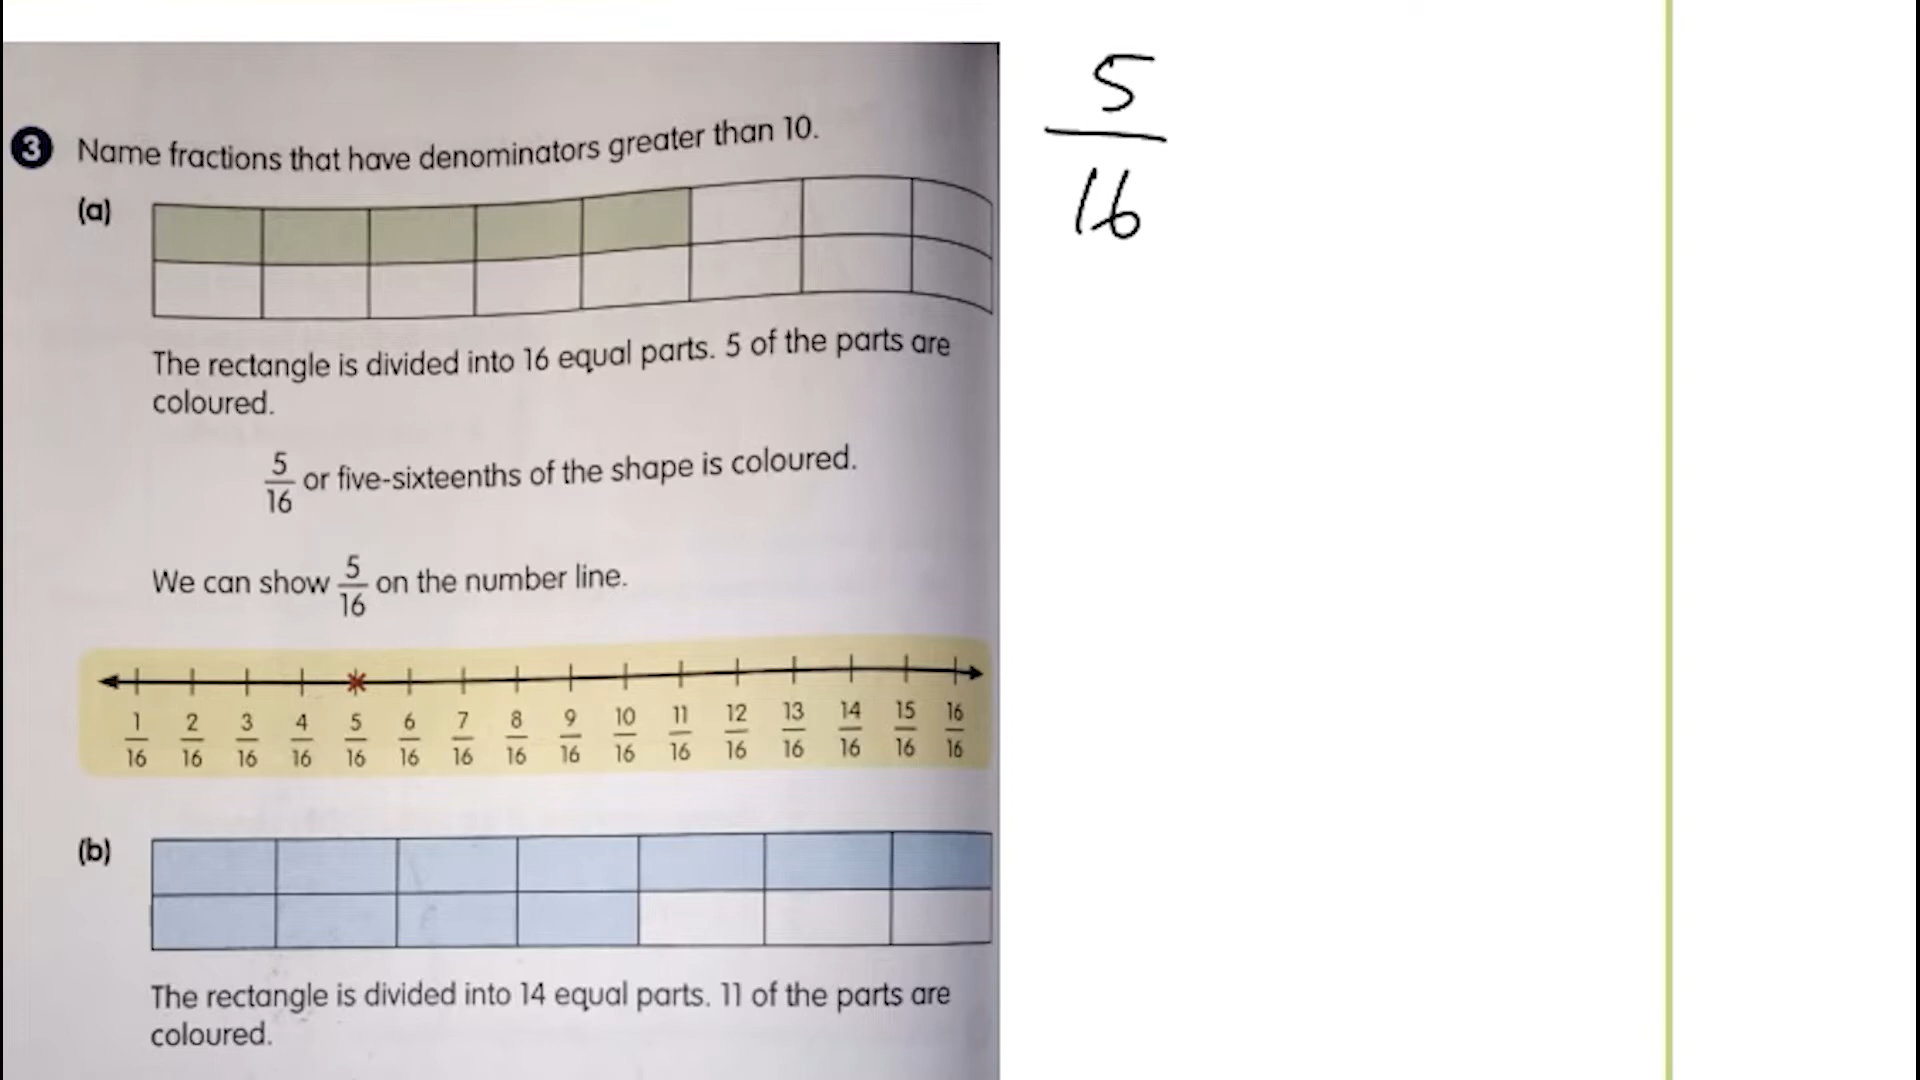 3 Name fractions that have denominators greater than 10.
(a)
The rectangle is divided into 16 equal parts. 5 of the parts are
coloured.
5/16 or five-sixteenths of the shape is coloured.
We can show 5/16 on the number line.
1/16 2/16 3/16 4/16 5/16 6/16 7/16 8/16 9/16 10/16 11/16 12/16 13/16 14/16 15/16 16/16
(b)
The rectangle is divided into 14 equal parts. 11 of the parts are
coloured.
5
16